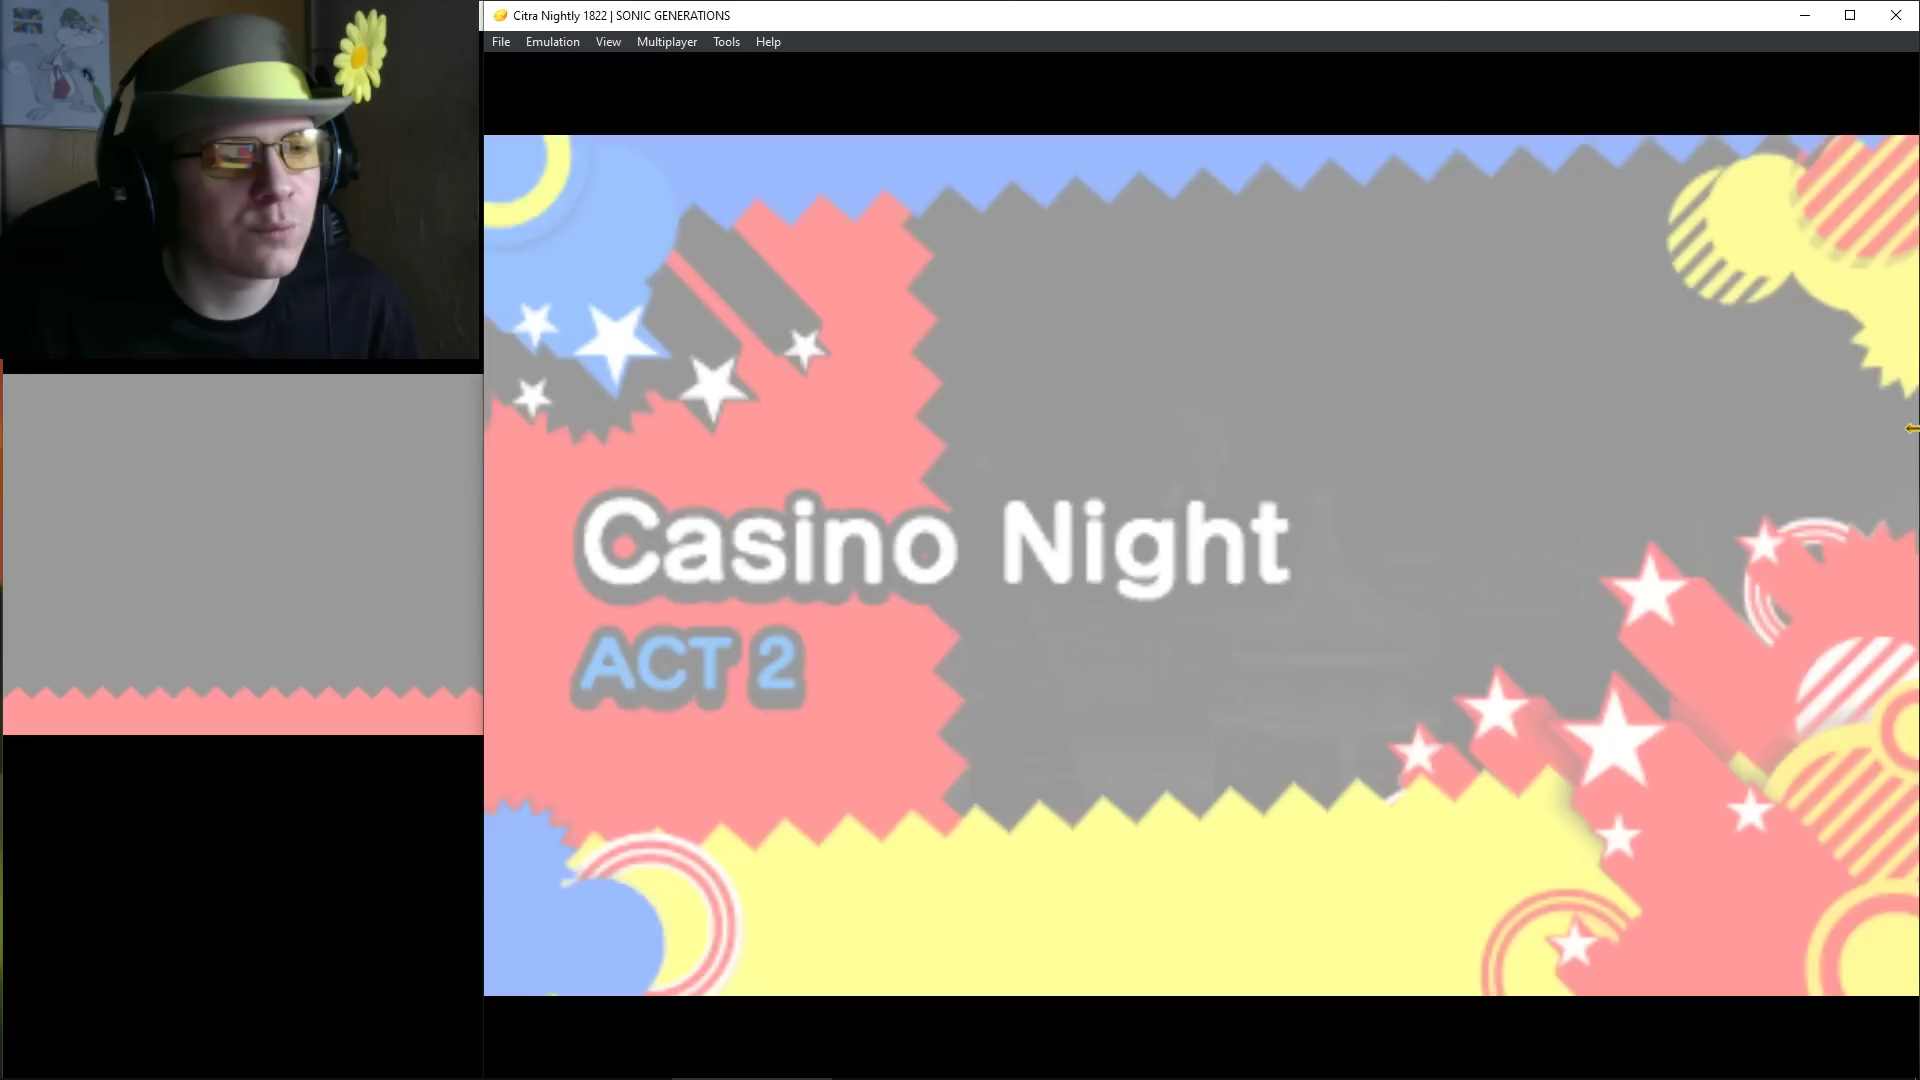 Citra Nightly 1822 | SONIC GENERATIONS
File Emulation View Multiplayer Tools Help
Casino Night
ACT 2